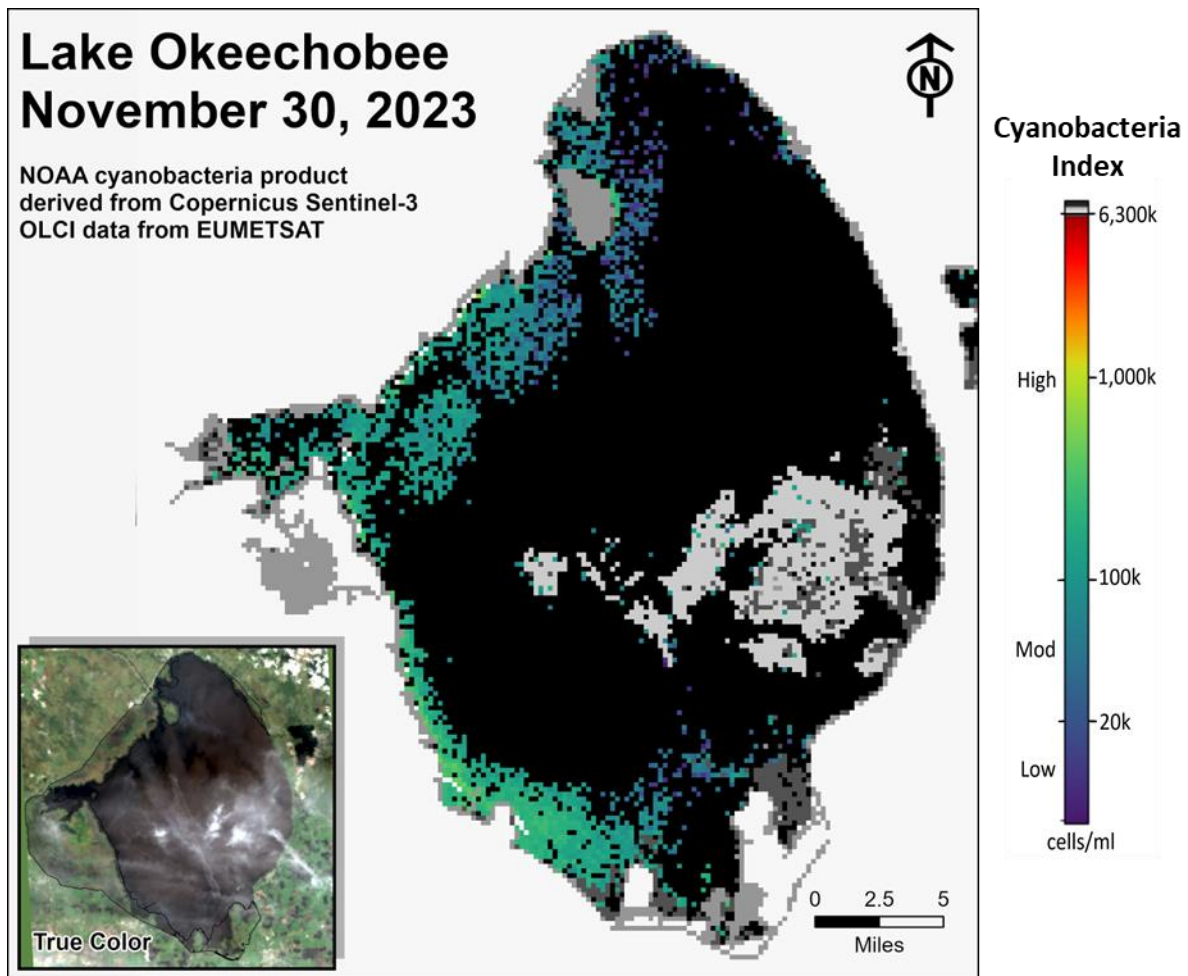 Lake Okeechobee
November 30, 2023
NOAA cyanobacteria product
derived from Copernicus Sentinel-3
OLCI data from EUMETSAT
N
Cyanobacteria
Index
6,300k
High
1,000k
100k
Mod
20k
Low
cells/ml
True Color
0 2.5 5
Miles